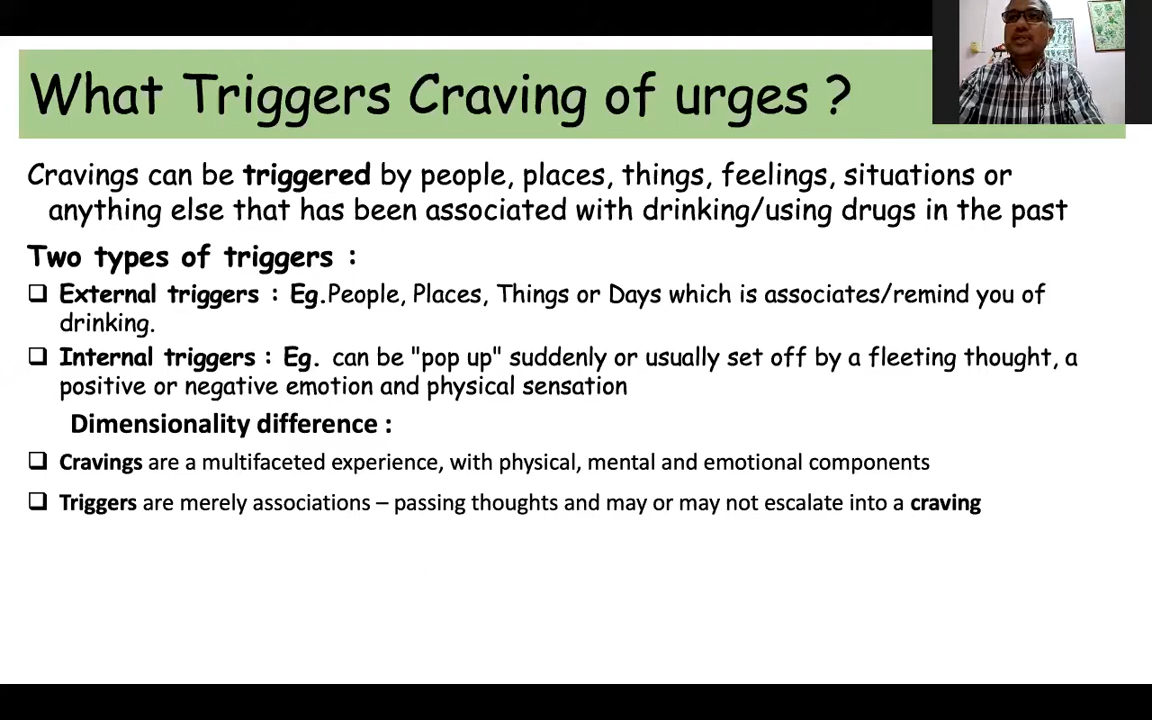 What Triggers Craving of urges ?
Cravings can be triggered by people, places, things, feelings, situations or
anything else that has been associated with drinking/using drugs in the past
Two types of triggers :
❑ External triggers : Eg.People, Places, Things or Days which is associates/remind you of
drinking.
❑ Internal triggers : Eg. can be "pop up" suddenly or usually set off by a fleeting thought, a
positive or negative emotion and physical sensation
Dimensionality difference :
❑ Cravings are a multifaceted experience, with physical, mental and emotional components
❑ Triggers are merely associations – passing thoughts and may or may not escalate into a craving